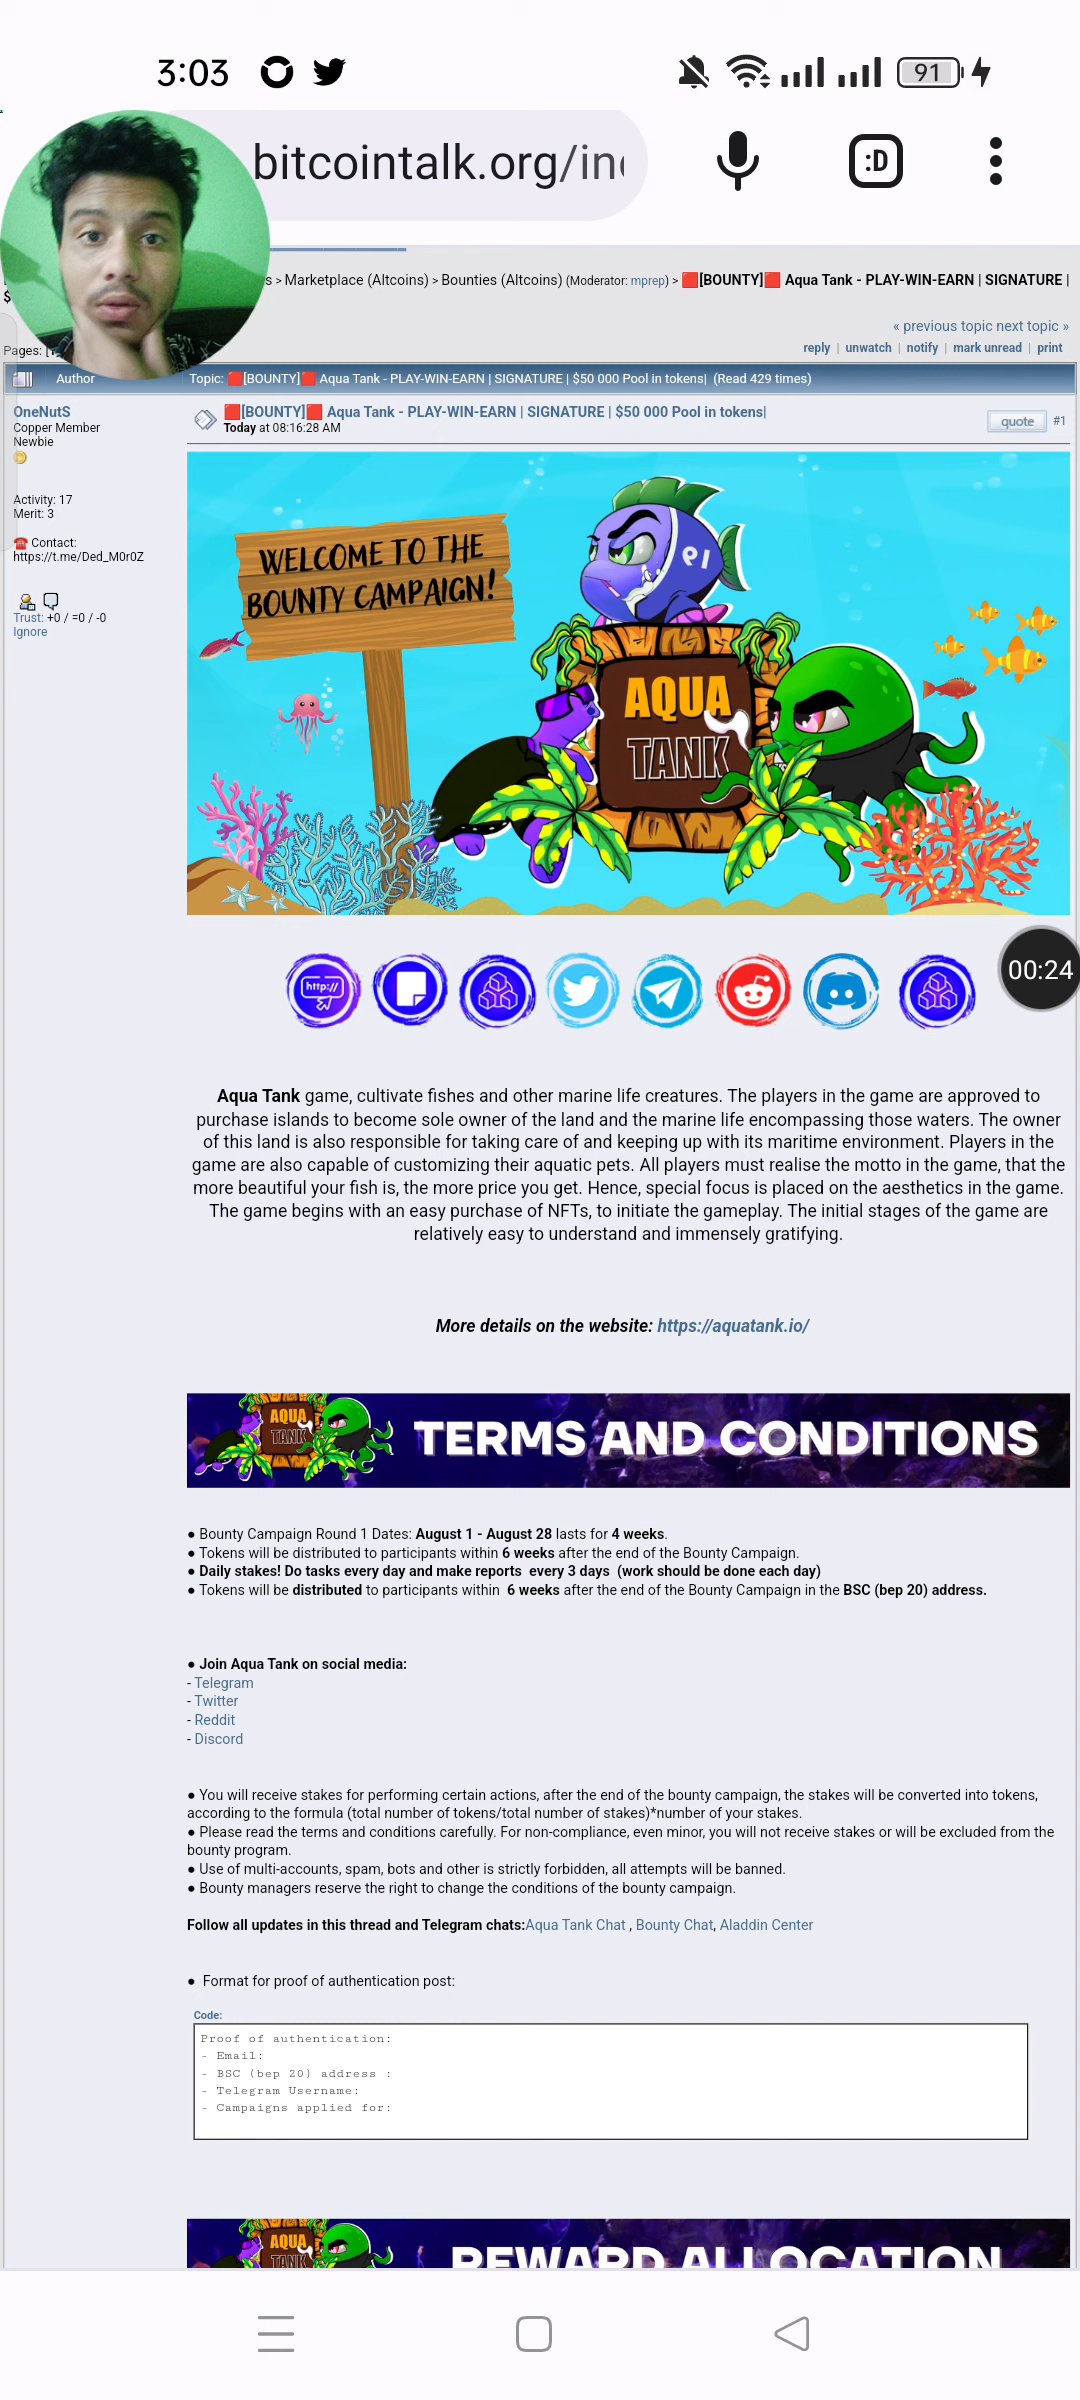 3:03
91
bitcointalk.org/in
s > Marketplace (Altcoins) > Bounties (Altcoins) (Moderator: mprep) > 🟥[BOUNTY]🟥 Aqua Tank - PLAY-WIN-EARN | SIGNATURE |
$
« previous topic next topic »
Pages: [1]
reply | unwatch | notify | mark unread | print
Author Topic: 🟥[BOUNTY]🟥 Aqua Tank - PLAY-WIN-EARN | SIGNATURE | $50 000 Pool in tokens| (Read 429 times)
OneNutS
Copper Member
Newbie
Activity: 17
Merit: 3
☎️ Contact:
https://t.me/Ded_M0r0Z
Trust: +0 / =0 / -0
Ignore
🟥[BOUNTY]🟥 Aqua Tank - PLAY-WIN-EARN | SIGNATURE | $50 000 Pool in tokens|
Today at 08:16:28 AM
quote #1
WELCOME TO THE
BOUNTY CAMPAIGN!
AQUA
TANK
http://
00:24
Aqua Tank game, cultivate fishes and other marine life creatures. The players in the game are approved to
purchase islands to become sole owner of the land and the marine life encompassing those waters. The owner
of this land is also responsible for taking care of and keeping up with its maritime environment. Players in the
game are also capable of customizing their aquatic pets. All players must realise the motto in the game, that the
more beautiful your fish is, the more price you get. Hence, special focus is placed on the aesthetics in the game.
The game begins with an easy purchase of NFTs, to initiate the gameplay. The initial stages of the game are
relatively easy to understand and immensely gratifying.
More details on the website: https://aquatank.io/
AQUA
TANK
TERMS AND CONDITIONS
● Bounty Campaign Round 1 Dates: August 1 - August 28 lasts for 4 weeks.
● Tokens will be distributed to participants within 6 weeks after the end of the Bounty Campaign.
● Daily stakes! Do tasks every day and make reports every 3 days (work should be done each day)
● Tokens will be distributed to participants within 6 weeks after the end of the Bounty Campaign in the BSC (bep 20) address.
● Join Aqua Tank on social media:
- Telegram
- Twitter
- Reddit
- Discord
● You will receive stakes for performing certain actions, after the end of the bounty campaign, the stakes will be converted into tokens,
according to the formula (total number of tokens/total number of stakes)*number of your stakes.
● Please read the terms and conditions carefully. For non-compliance, even minor, you will not receive stakes or will be excluded from the
bounty program.
● Use of multi-accounts, spam, bots and other is strictly forbidden, all attempts will be banned.
● Bounty managers reserve the right to change the conditions of the bounty campaign.
Follow all updates in this thread and Telegram chats:Aqua Tank Chat , Bounty Chat, Aladdin Center
● Format for proof of authentication post:
Code:
Proof of authentication:
- Email:
- BSC (bep 20) address :
- Telegram Username:
- Campaigns applied for:
AQUA
TANK
REWARD ALLOCATION